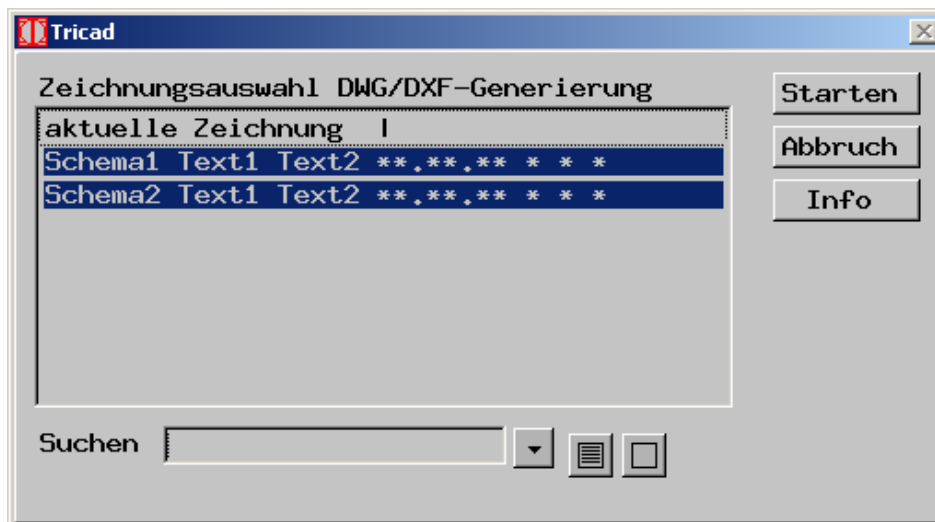 Tricad
Zeichnungsauswahl DWG/DXF-Generierung
aktuelle Zeichnung |
Schema1 Text1 Text2 **.**.** * * *
Schema2 Text1 Text2 **.**.** * * *
Starten
Abbruch
Info
Suchen